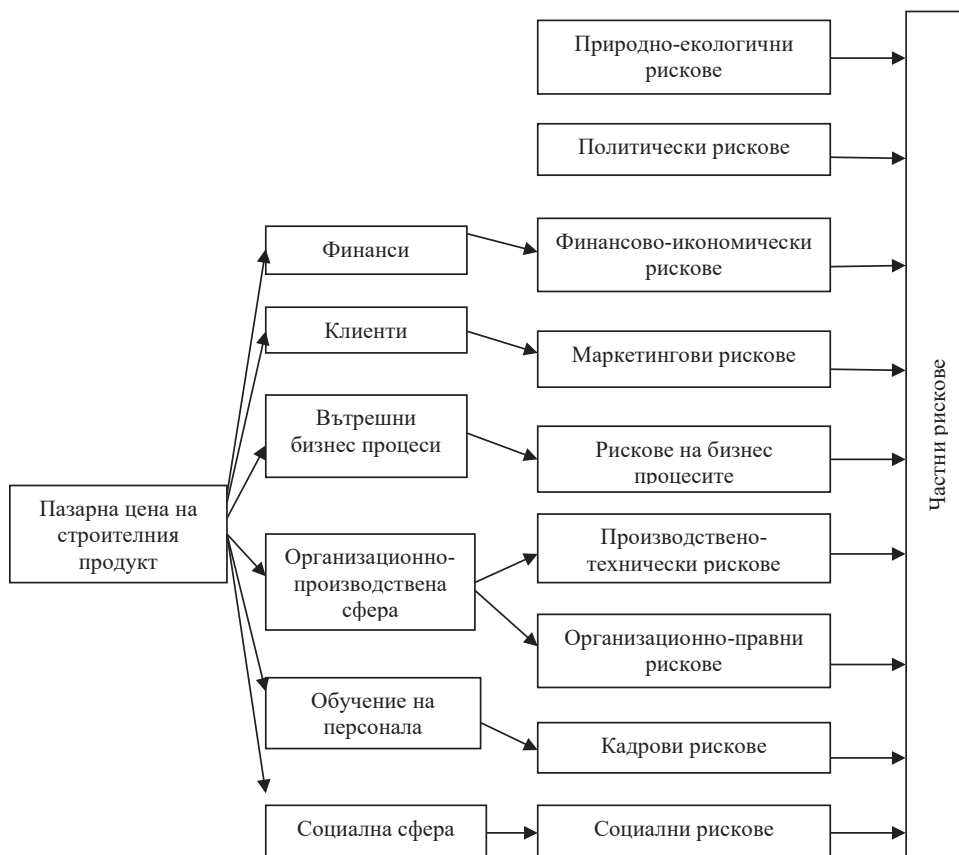 Природно-екологични
рискове
Политически рискове
Финанси
Финансово-икономически
рискове
Клиенти
Маркетингови рискове
Вътрешни
бизнес процеси
Рискове на бизнес
процесите
Пазарна цена на
строителния
продукт
Организационно-
производствена
сфера
Производствено-
технически рискове
Организационно-правни
рискове
Обучение на
персонала
Кадрови рискове
Социална сфера
Социални рискове
Частни рискове